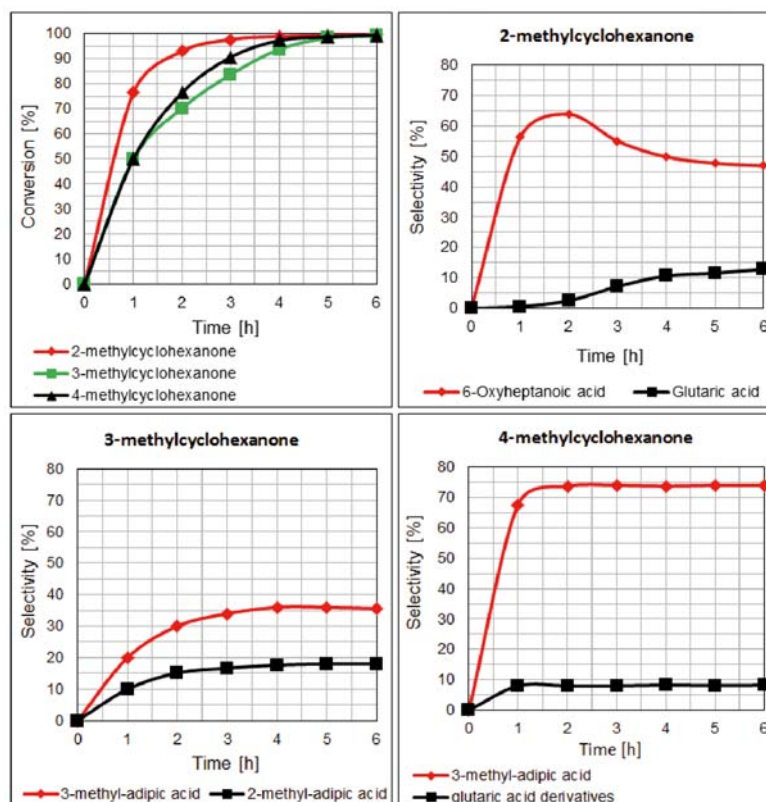 100
90
80
70
60
50
40
30
20
10
0
Conversion [%]
0 1 2 3 4 5 6
Time [h]
2-methylcyclohexanone
3-methylcyclohexanone
4-methylcyclohexanone
2-methylcyclohexanone
80
70
60
50
40
30
20
10
0
Selectivity [%]
0 1 2 3 4 5 6
Time [h]
6-Oxyheptanoic acid Glutaric acid
3-methylcyclohexanone
80
70
60
50
40
30
20
10
0
Selectivity [%]
0 1 2 3 4 5 6
Time [h]
3-methyl-adipic acid 2-methyl-adipic acid
4-methylcyclohexanone
80
70
60
50
40
30
20
10
0
Selectivity [%]
0 1 2 3 4 5 6
Time [h]
3-methyl-adipic acid
glutaric acid derivatives